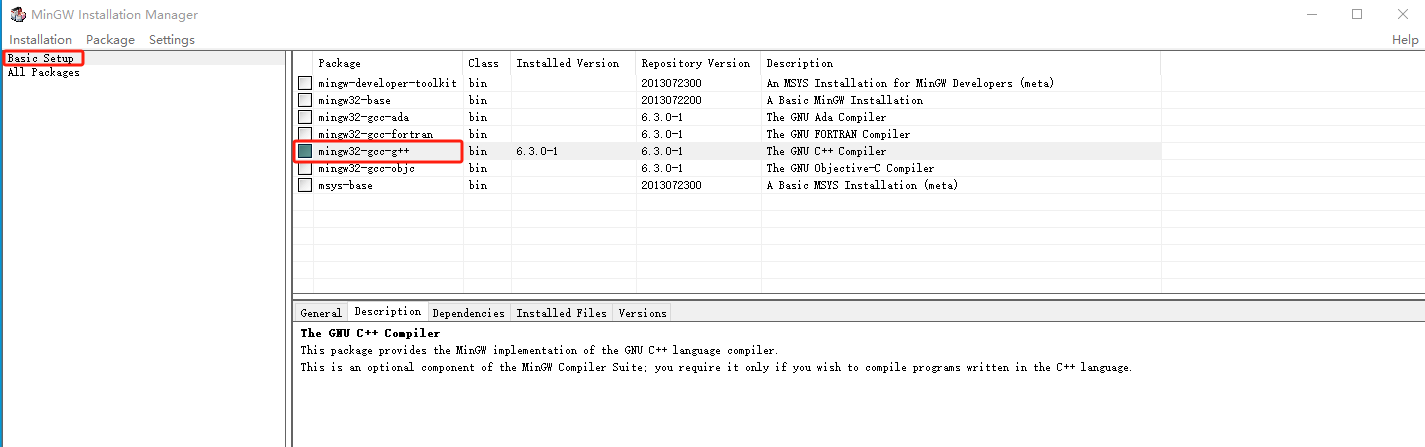 MinGW Installation Manager
Installation Package Settings Help
Basic Setup
All Packages
Package Class Installed Version Repository Version Description
mingw-developer-toolkit bin 2013072300 An MSYS Installation for MinGW Developers (meta)
mingw32-base bin 2013072200 A Basic MinGW Installation
mingw32-gcc-ada bin 6.3.0-1 The GNU Ada Compiler
mingw32-gcc-fortran bin 6.3.0-1 The GNU FORTRAN Compiler
mingw32-gcc-g++ bin 6.3.0-1 6.3.0-1 The GNU C++ Compiler
mingw32-gcc-objc bin 6.3.0-1 The GNU Objective-C Compiler
msys-base bin 2013072300 A Basic MSYS Installation (meta)
General Description Dependencies Installed Files Versions
The GNU C++ Compiler
This package provides the MinGW implementation of the GNU C++ language compiler.
This is an optional component of the MinGW Compiler Suite; you require it only if you wish to compile programs written in the C++ language.